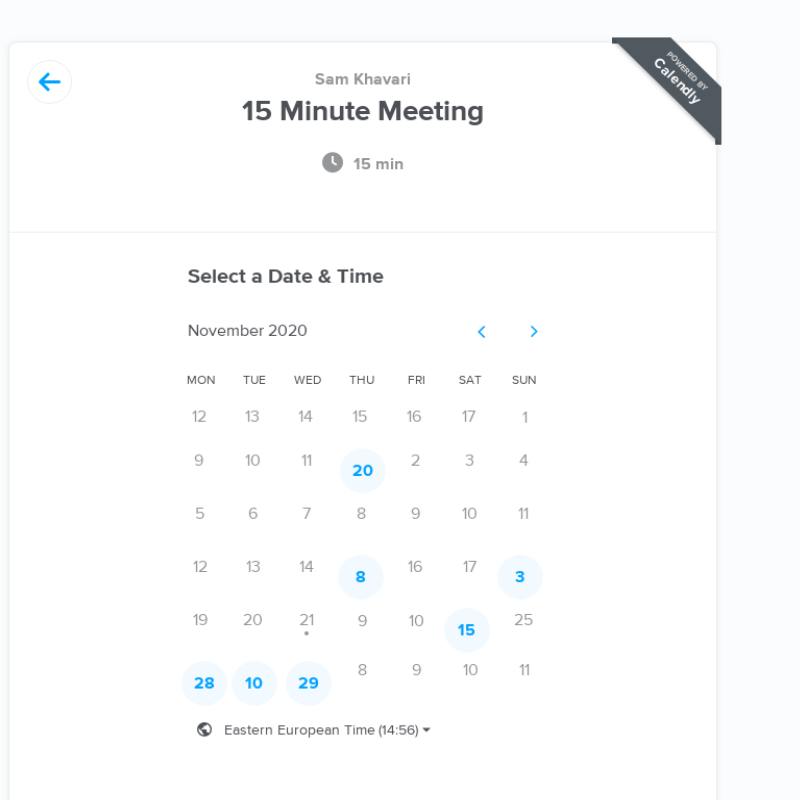 POWERED BY
Calendly
Sam Khavari
15 Minute Meeting
15 min
Select a Date & Time
November 2020
MON TUE WED THU FRI SAT SUN
12 13 14 15 16 17 1
9 10 11 20 2 3 4
5 6 7 8 9 10 11
12 13 14 8 16 17 3
19 20 21 9 10 15 25
28 10 29 8 9 10 11
Eastern European Time (14:56)